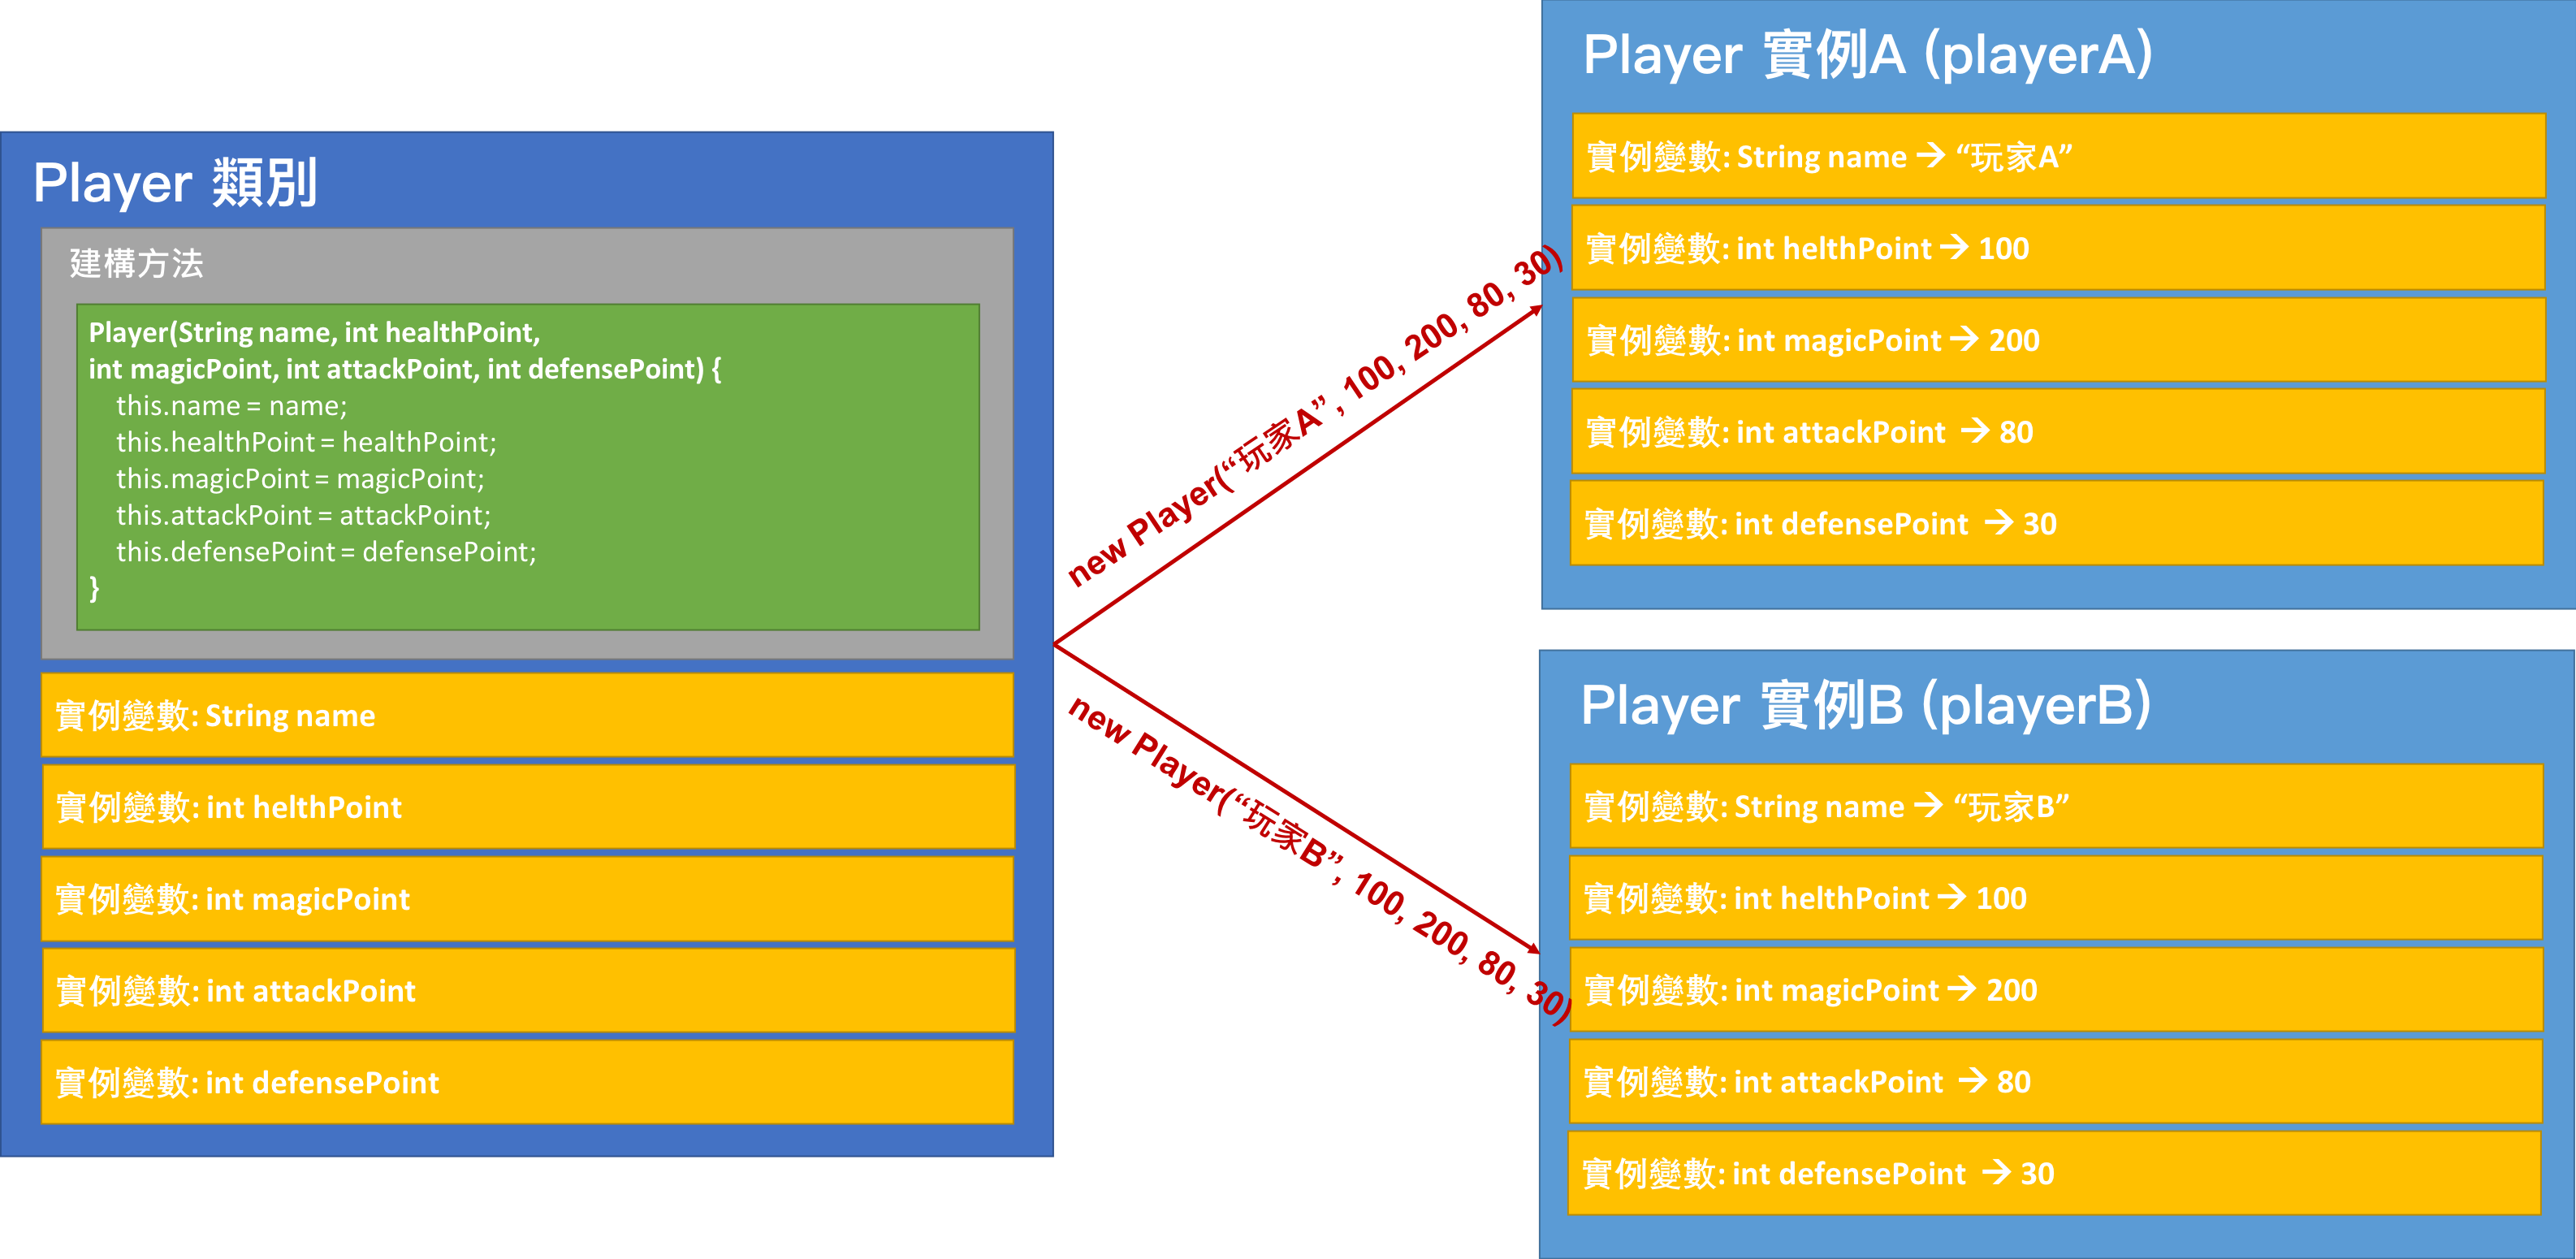 Player 類別
建構方法
Player(String name, int healthPoint,
int magicPoint, int attackPoint, int defensePoint) {
this.name = name;
this.healthPoint = healthPoint;
this.magicPoint = magicPoint;
this.attackPoint = attackPoint;
this.defensePoint = defensePoint;
}
實例變數: String name
實例變數: int helthPoint
實例變數: int magicPoint
實例變數: int attackPoint
實例變數: int defensePoint
new Player(“玩家A”, 100, 200, 80, 30)
new Player(“玩家B”, 100, 200, 80, 30)
Player 實例A (playerA)
實例變數: String name → “玩家A”
實例變數: int helthPoint → 100
實例變數: int magicPoint → 200
實例變數: int attackPoint → 80
實例變數: int defensePoint → 30
Player 實例B (playerB)
實例變數: String name → “玩家B”
實例變數: int helthPoint → 100
實例變數: int magicPoint → 200
實例變數: int attackPoint → 80
實例變數: int defensePoint → 30